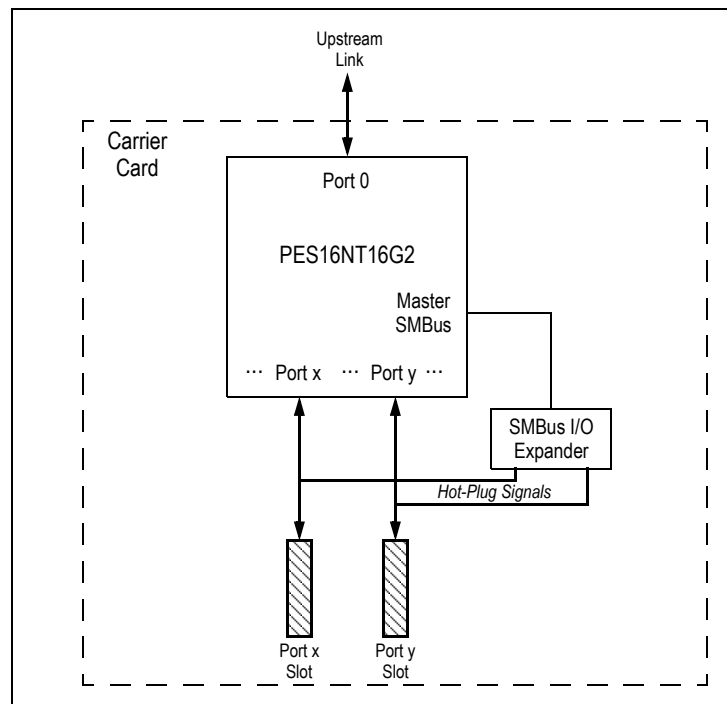 Upstream
Link
Carrier
Card
Port 0
PES16NT16G2
Master
SMBus
··· Port x ··· Port y ···
SMBus I/O
Expander
Hot-Plug Signals
Port x
Slot
Port y
Slot